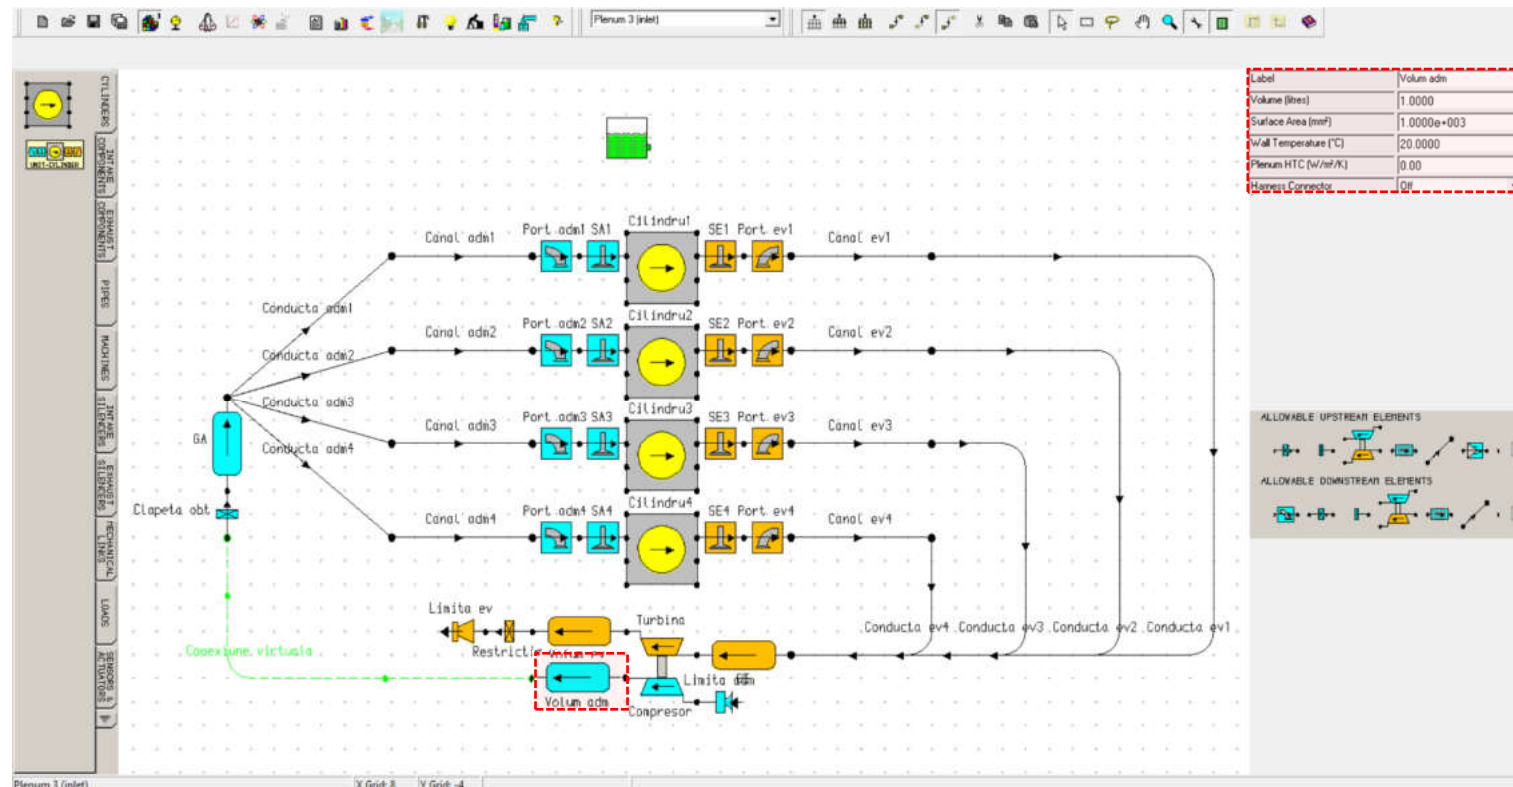 Plenum 3 (inlet)
CYLINDERS
INTAKE COMPONENTS
EXHAUST COMPONENTS
PIPES
MACHINES
INTAKE SILENCERS
EXHAUST SILENCERS
MECHANICAL LINKS
LOADS
SENSORS & ACTUATORS
UNIT-CYLINDER
Label Volum adm
Volume (litres) 1.0000
Surface Area (mm²) 1.0000e+003
Wall Temperature (°C) 20.0000
Plenum HTC (W/m²/K) 0.00
Harness Connector Off
Canal adm1 Port adm1 SA1 Cilindru1 SE1 Port ev1 Canal ev1
Conducta adm1
Canal adm2 Port adm2 SA2 Cilindru2 SE2 Port ev2 Canal ev2
Conducta adm2
Conducta adm3
Canal adm3 Port adm3 SA3 Cilindru3 SE3 Port ev3 Canal ev3
GA
Conducta adm4
Clapeta obt
Canal adm4 Port adm4 SA4 Cilindru4 SE4 Port ev4 Canal ev4
ALLOWABLE UPSTREAM ELEMENTS
ALLOWABLE DOWNSTREAM ELEMENTS
Limita ev
Turbina
Conducta ev4 Conducta ev3 Conducta ev2 Conducta ev1
Volum ev
Limita adm
Volum adm
Compresor
Plenum 3 (inlet) X Grid: 8 Y Grid: -4